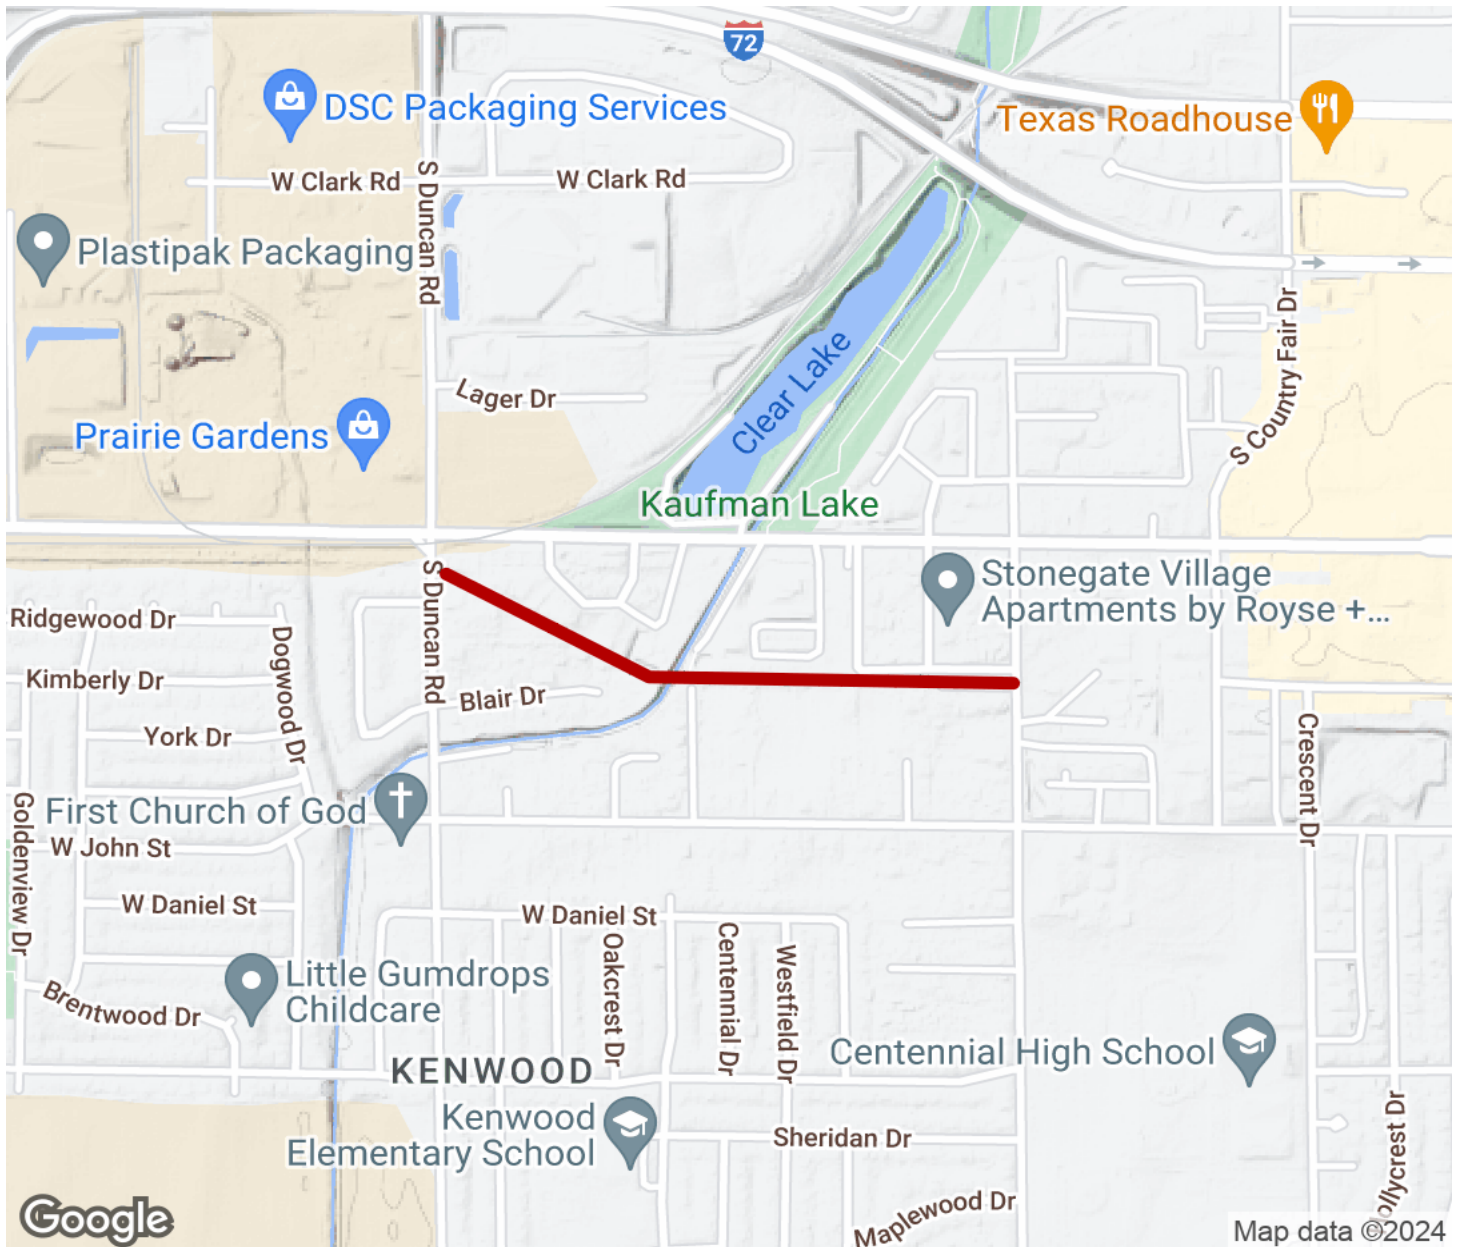 72
DSC Packaging Services
Texas Roadhouse
W Clark Rd
W Clark Rd
S Duncan Rd
Plastipak Packaging
S Country Fair Dr
Clear Lake
Lager Dr
Prairie Gardens
Kaufman Lake
S Duncan Rd
Stonegate Village
Apartments by Royse +...
Ridgewood Dr
Dogwood Dr
Kimberly Dr
Blair Dr
York Dr
Crescent Dr
Goldenview Dr
First Church of God
W John St
W Daniel St
W Daniel St
Oakcrest Dr
Centennial Dr
Westfield Dr
Little Gumdrops
Childcare
Brentwood Dr
Centennial High School
KENWOOD
Kenwood
Elementary School
Sheridan Dr
Maplewood Dr
ollycrest Dr
Google
Map data ©2024